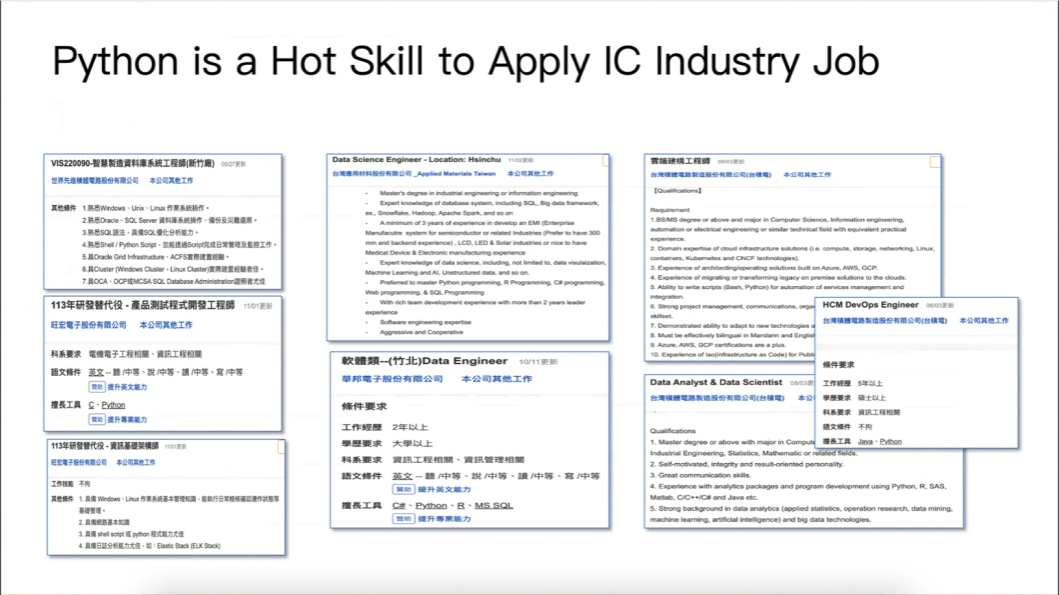 Python is a Hot Skill to Apply IC Industry Job
VIS220090-智慧製造資料庫系統工程師(新竹廠) 09/27更新
世界先進積體電路股份有限公司 本公司其他工作
其他條件 1.熟悉Windows、Unix、Linux 作業系統操作。
2.熟悉Oracle、SQL Server 資料庫系統操作、備份及災難還原。
3.熟悉SQL語法，具備SQL優化分析能力。
4.熟悉Shell / Python Script，並能透過Script完成日常管理及監控工作。
5.具Oracle Grid Infrastructure、ACFS實際建置經驗。
6.具Cluster (Windows Cluster、Linux Cluster)實際建置經驗者佳。
7.具OCA、OCP或MCSA SQL Database Administration證照者尤佳
113年研發替代役 - 產品測試程式開發工程師 11/01更新
旺宏電子股份有限公司 本公司其他工作
科系要求 電機電子工程相關、資訊工程相關
語文條件 英文 -- 聽 /中等、說 /中等、讀 /中等、寫 /中等
贊助 提升英文能力
擅長工具 C、Python
贊助 提升專業能力
113年研發替代役 - 資訊基礎架構師 11/01更新
旺宏電子股份有限公司 本公司其他工作
工作技能 不拘
其他條件 1. 具備 Windows、Linux 作業系統基本管理知識，能執行日常檢核確認運作狀態等
基礎管理。
2. 具備網路基本知識
3. 具備 shell script 或 python 程式能力尤佳
4. 具備日誌分析能力尤佳，如：Elastic Stack (ELK Stack)
Data Science Engineer - Location: Hsinchu 11/02更新
台灣應用材料股份有限公司 _Applied Materials Taiwan 本公司其他工作
- Master's degree in industrial engineering or information engineering
- Expert knowledge of database system, including SQL, Big data framework,
ex., Snowflake, Hadoop, Apache Spark, and so on
- A minimum of 3 years of experience in develop an EMI (Enterprise
Manufacutre system for semiconductor or related Industries (Prefer to have 300
mm and backend experience) , LCD, LED & Solar industries or nice to have
Medical Device & Electronic manufacturing experience
- Expert knowledge of data science, including, not limited to, data visulaization,
Machine Learning and AI, Unstructured data, and so on.
- Preferred to master Python programming, R Programming, C# programming,
Web programming, & SQL Programming
- With rich team development experience with more than 2 years leader
experience
- Software engineering expertise
- Aggressive and Cooperative
軟體類--(竹北)Data Engineer 10/11更新
華邦電子股份有限公司 本公司其他工作
條件要求
工作經歷 2年以上
學歷要求 大學以上
科系要求 資訊工程相關、資訊管理相關
語文條件 英文 -- 聽 /中等、說 /中等、讀 /中等、寫 /中等
贊助 提升英文能力
擅長工具 C#、Python、R、MS SQL
贊助 提升專業能力
雲端建構工程師 08/03更新
台灣積體電路製造股份有限公司(台積電) 本公司其他工作
【Qualifications】
Requirement
1.BS/MS degree or above and major in Computer Science, Information engineering,
automation or electrical engineering or similar technical field with equivalent practical
experience.
2. Domain expertise of cloud infrastructure solutions (i.e. compute, storage, networking, Linux,
containers, Kubernetes and CNCF technologies).
3. Experience of architecting/operating solutions built on Azure, AWS, GCP.
4. Experience of migrating or transforming legacy on premise solutions to the clouds.
5. Ability to write scripts (Bash, Python) for automation of services management and
integration.
6. Strong project management, communications,
skillset.
7. Demonstrated ability to adapt to new technologies
8. Must be effectively bilingual in Mandarin and
9. Azure, AWS, GCP certifications are a plus.
10. Experience of Iac(Infrastructure as Code) for
HCM DevOps Engineer 08/03更新
台灣積體電路製造股份有限公司(台積電) 本公司其他工作
條件要求
工作經歷 5年以上
學歷要求 碩士以上
科系要求 資訊工程相關
語文條件 不拘
擅長工具 Java、Python
Data Analyst & Data Scientist
台灣積體電路製造股份有限公司(台積電)
Qualifications
1. Master degree or above with major in
Industrial Engineering, Statistics, Mathematic or related fields.
2. Self-motivated, integrity and result-oriented personality.
3. Great communication skills.
4. Experience with analytics packages and program development using Python, R, SAS,
Matlab, C/C++/C# and Java etc.
5. Strong background in data analytics (applied statistics, operation research, data mining,
machine learning, artificial intelligence) and big data technologies.